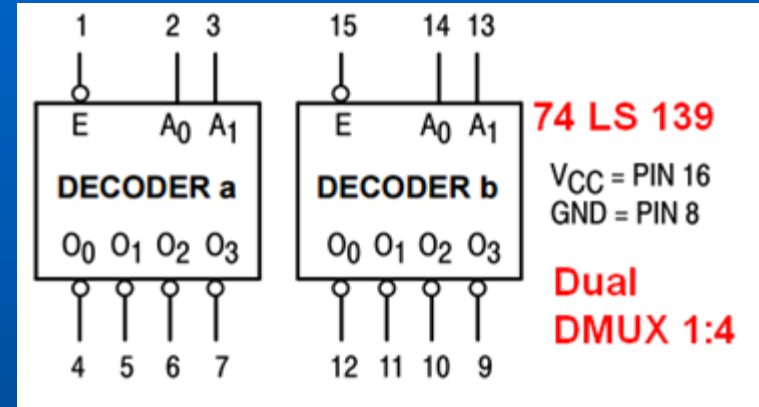 1 2 3 15 14 13
E A0 A1 E A0 A1 74 LS 139
DECODER a DECODER b VCC = PIN 16
GND = PIN 8
O0 O1 O2 O3 O0 O1 O2 O3
Dual
DMUX 1:4
4 5 6 7 12 11 10 9